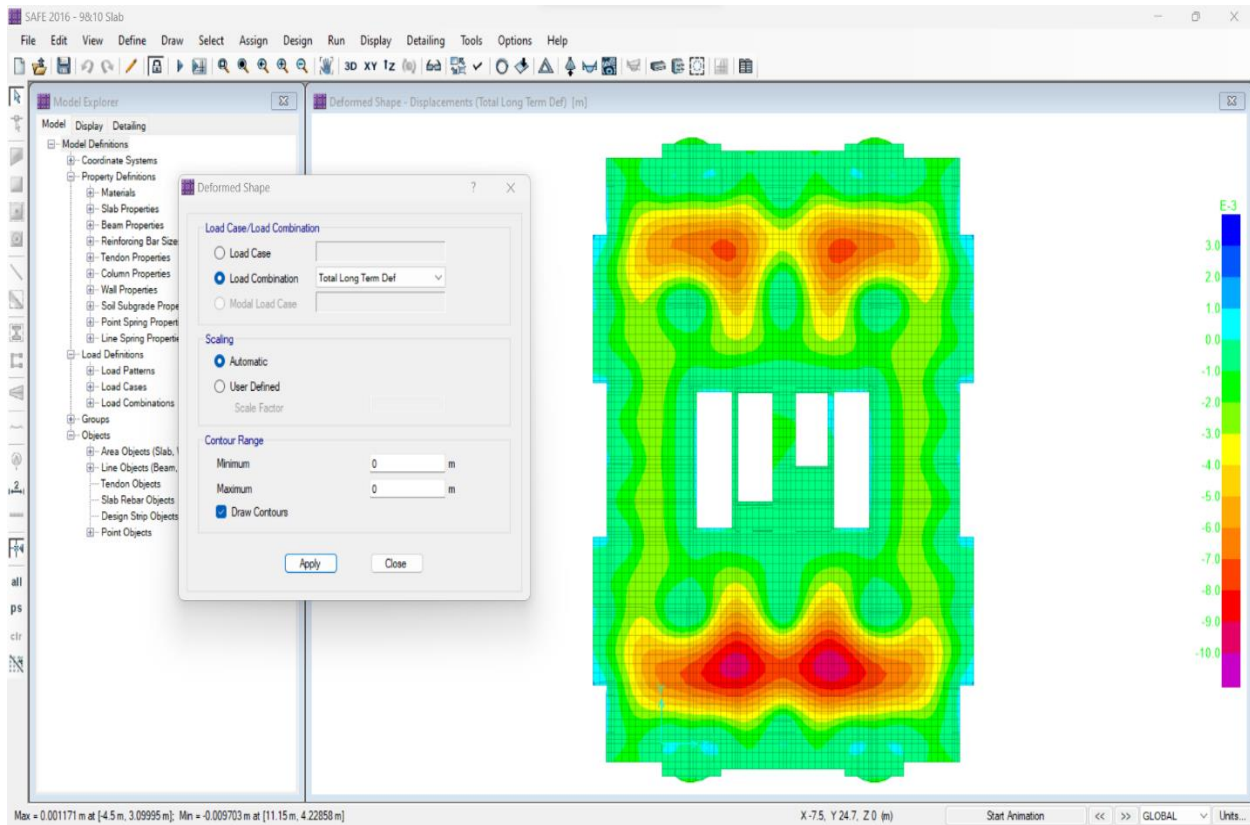 SAFE 2016 - 9&10 Slab
File Edit View Define Draw Select Assign Design Run Display Detailing Tools Options Help
3D XY
Model Explorer
Deformed Shape - Displacements (Total Long Term Def) [m]
Model Display Detailing
Model Definitions
Coordinate Systems
Property Definitions
Materials
Slab Properties
Beam Properties
Reinforcing Bar Size
Tendon Properties
Column Properties
Wall Properties
Soil Subgrade Prope
Point Spring Propert
Line Spring Propertie
Load Definitions
Load Patterns
Load Cases
Load Combinations
Groups
Objects
Area Objects (Slab,
Line Objects (Beam,
Tendon Objects
Slab Rebar Objects
Design Strip Objects
Point Objects
all
ps
clr
Deformed Shape ?
Load Case/Load Combination
Load Case
Load Combination Total Long Term Def
Modal Load Case
Scaling
Automatic
User Defined
Scale Factor
Contour Range
Minimum 0 m
Maximum 0 m
Draw Contours
Apply Close
E-3
3.0
2.0
1.0
0.0
-1.0
-2.0
-3.0
-4.0
-5.0
-6.0
-7.0
-8.0
-9.0
-10.0
Max = 0.001171 m at [-4.5 m, 3.09995 m]; Min = -0.009703 m at [11.15 m, 4.22858 m]
X -7.5, Y 24.7, Z 0 (m) Start Animation << >> GLOBAL Units...